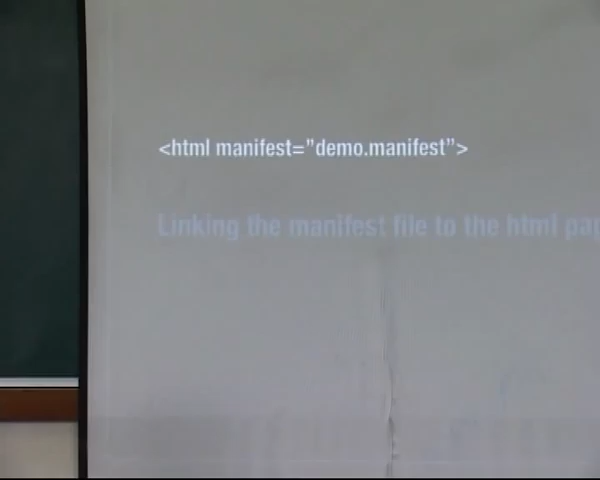 <html manifest=”demo.manifest”>
Linking the manifest file to the html